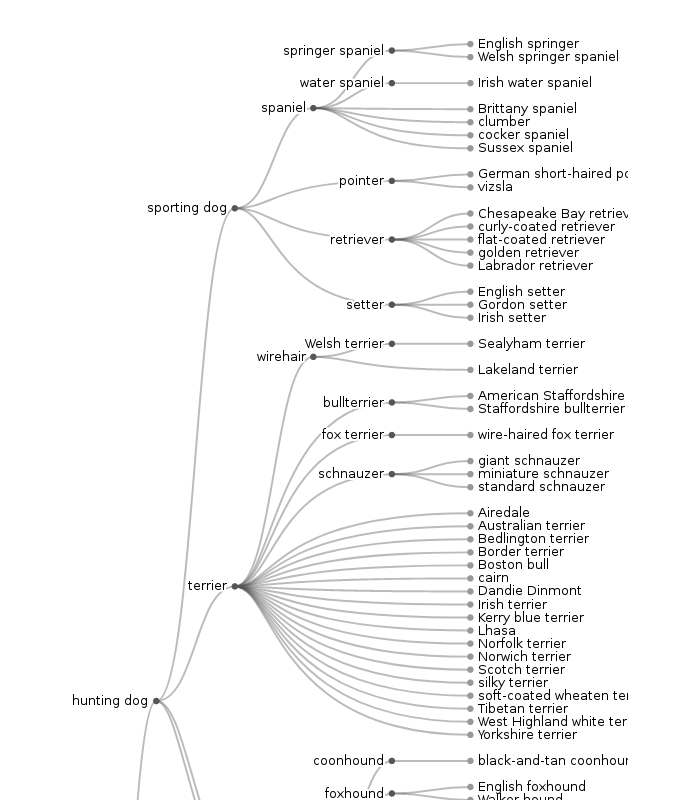 English springer
springer spaniel
Welsh springer spaniel
water spaniel Irish water spaniel
spaniel Brittany spaniel
clumber
cocker spaniel
Sussex spaniel
German short-haired po
pointer
vizsla
sporting dog
Chesapeake Bay retriev
curly-coated retriever
retriever flat-coated retriever
golden retriever
Labrador retriever
English setter
setter Gordon setter
Irish setter
Welsh terrier Sealyham terrier
wirehair
Lakeland terrier
American Staffordshire
bullterrier
Staffordshire bullterrier
fox terrier wire-haired fox terrier
giant schnauzer
schnauzer miniature schnauzer
standard schnauzer
Airedale
Australian terrier
Bedlington terrier
Border terrier
Boston bull
cairn
terrier
Dandie Dinmont
Irish terrier
Kerry blue terrier
Lhasa
Norfolk terrier
Norwich terrier
Scotch terrier
silky terrier
soft-coated wheaten ter
hunting dog
Tibetan terrier
West Highland white ter
Yorkshire terrier
coonhound black-and-tan coonhour
English foxhound
foxhound
Walker hound